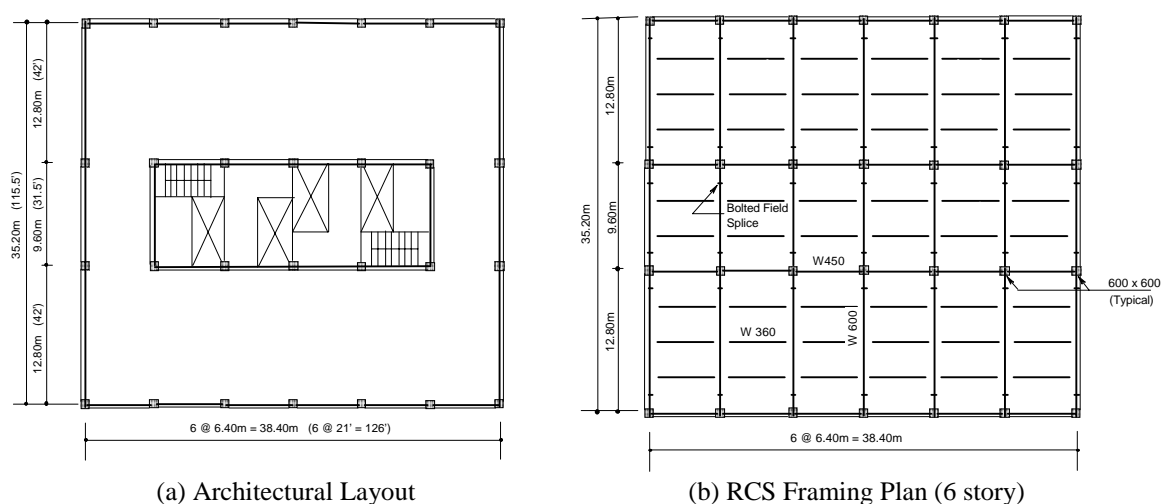 12.80m (42')
9.60m (31.5')
12.80m (42')
35.20m (115.5')
6 @ 6.40m = 38.40m (6 @ 21' = 126')
(a) Architectural Layout
12.80m
9.60m
12.80m
35.20m
Bolted Field
Splice
W450
W 360
W 600
600 x 600
(Typical)
6 @ 6.40m = 38.40m
(b) RCS Framing Plan (6 story)